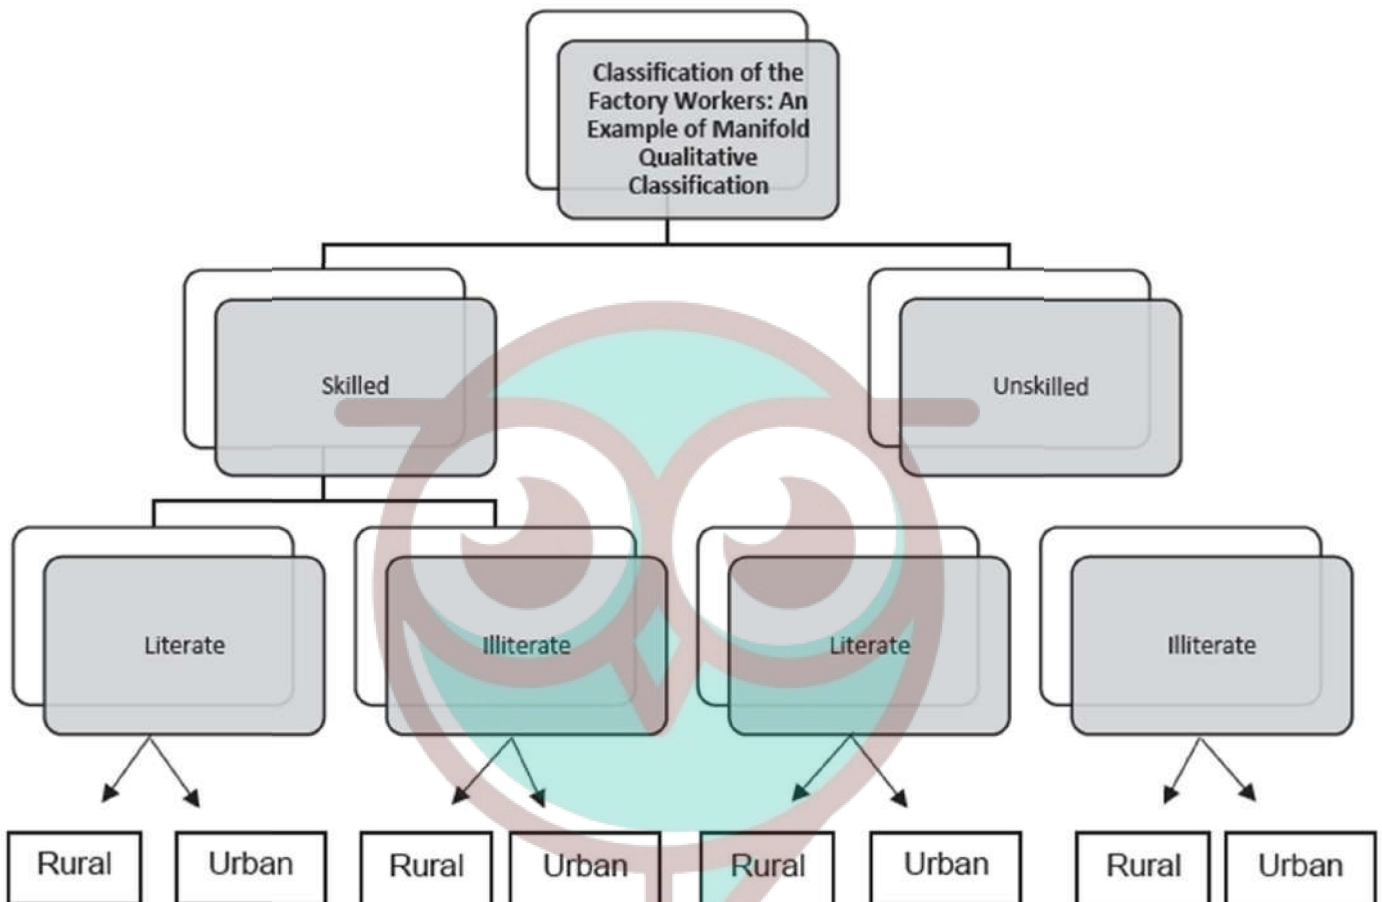 Classification of the
Factory Workers: An
Example of Manifold
Qualitative
Classification
Skilled
Unskilled
Literate
Illiterate
Literate
Illiterate
Rural
Urban
Rural
Urban
Rural
Urban
Rural
Urban